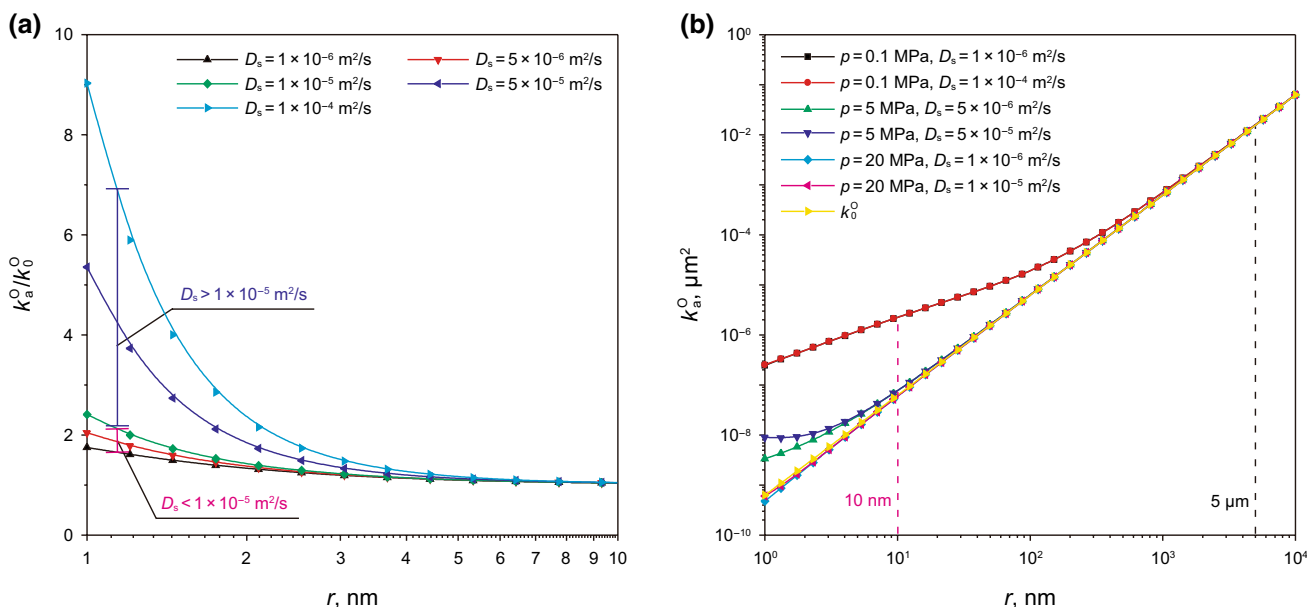 (a)
D_s = 1 × 10⁻⁶ m²/s
D_s = 5 × 10⁻⁶ m²/s
D_s = 1 × 10⁻⁵ m²/s
D_s = 5 × 10⁻⁵ m²/s
D_s = 1 × 10⁻⁴ m²/s
10
8
6
4
2
0
k_a^O/k_0^O
D_s > 1 × 10⁻⁵ m²/s
D_s < 1 × 10⁻⁵ m²/s
1 2 3 4 5 6 7 8 9 10
r, nm
(b)
p = 0.1 MPa, D_s = 1 × 10⁻⁶ m²/s
p = 0.1 MPa, D_s = 1 × 10⁻⁴ m²/s
p = 5 MPa, D_s = 5 × 10⁻⁶ m²/s
p = 5 MPa, D_s = 5 × 10⁻⁵ m²/s
p = 20 MPa, D_s = 1 × 10⁻⁶ m²/s
p = 20 MPa, D_s = 1 × 10⁻⁵ m²/s
k_0^O
10⁰
10⁻²
10⁻⁴
10⁻⁶
10⁻⁸
10⁻¹⁰
k_a^O, μm²
10 nm
5 μm
10⁰ 10¹ 10² 10³ 10⁴
r, nm